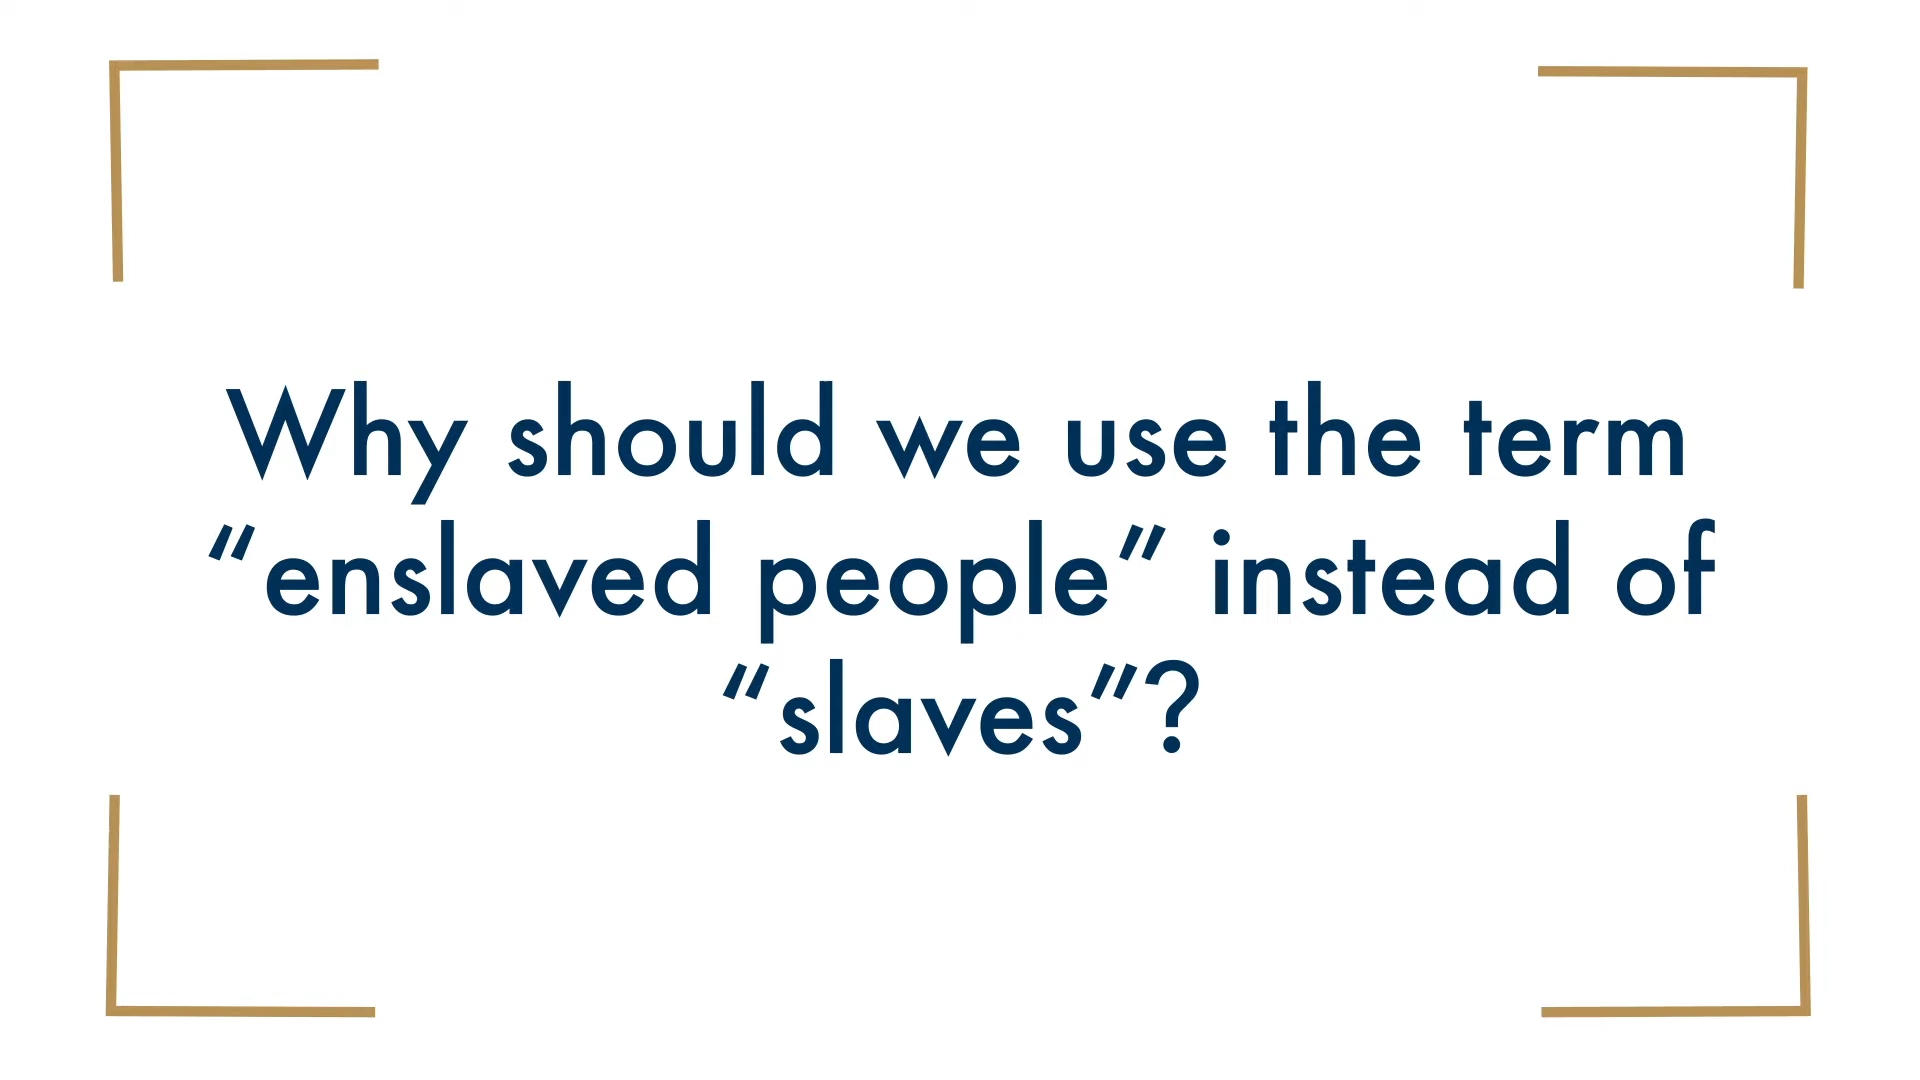 Why should we use the term
“enslaved people” instead of
“slaves”?